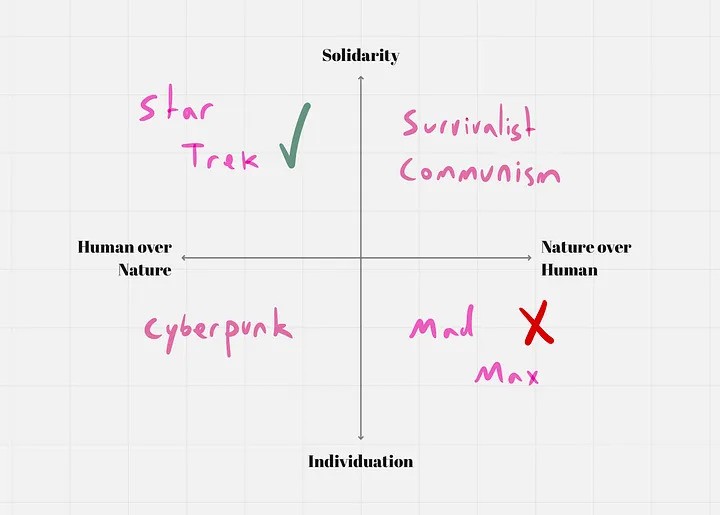 Solidarity
Star
Trek
Survivalist
Communism
Human over
Nature
Nature over
Human
Cyberpunk
Mad
Max
Individuation